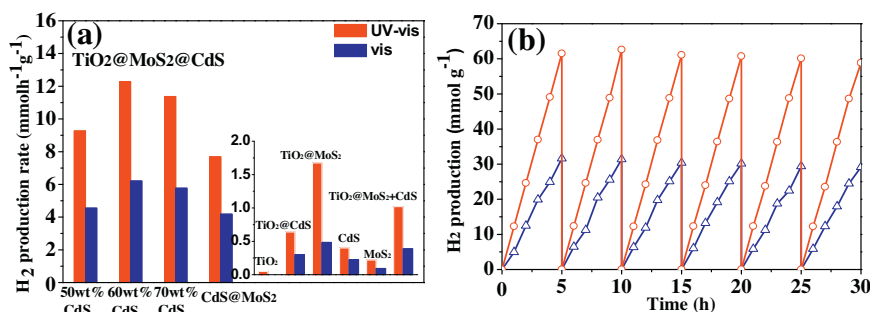 (a)
UV-vis
vis
TiO2@MoS2@CdS
H2 production rate (mmolh-1g-1)
16
14
12
10
8
6
4
2
0
50wt% 60wt% 70wt% CdS@MoS2
CdS CdS CdS
2.0
1.5
1.0
0.5
0.0
TiO2
TiO2@CdS
TiO2@MoS2
CdS
MoS2
TiO2@MoS2+CdS
(b)
H2 production (mmol g-1)
70
60
50
40
30
20
10
0
0 5 10 15 20 25 30
Time (h)